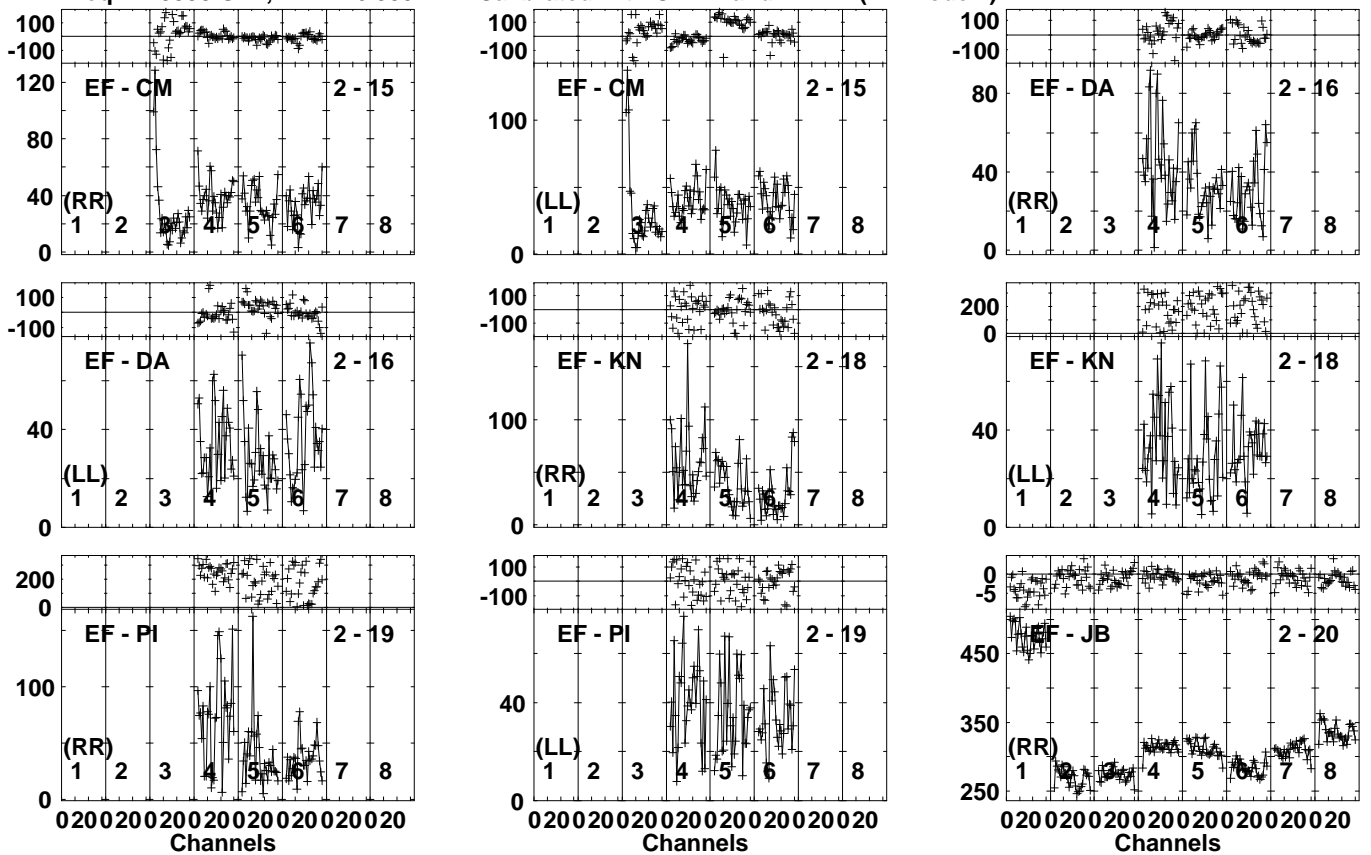 100 100 100
-100 -100 -100
120 EF - CM 2 - 15 EF - CM 2 - 15 EF - DA 2 - 16
80 100 80
40 40
(RR) (LL) (RR)
1 2 3 4 5 6 7 8 1 2 3 4 5 6 7 8 1 2 3 4 5 6 7 8
0 0 0
100 100 200
-100 -100 0
EF - DA 2 - 16 EF - KN 2 - 18 EF - KN 2 - 18
40 100 40
(LL) (RR) (LL)
1 2 3 4 5 6 7 8 1 2 3 4 5 6 7 8 1 2 3 4 5 6 7 8
0 0 0
200 100 0
0 -100 -5
EF - PI 2 - 19 EF - PI 2 - 19 EF - JB 2 - 20
450
100 40 350
(RR) (LL) (RR)
1 2 3 4 5 6 7 8 1 2 3 4 5 6 7 8 1 2 3 4 5 6 7 8
0 0 250
0 20 0 20 0 20 0 20 0 20 0 20 0 20 0 20 0 20 0 20 0 20 0 20 0 20 0 20 0 20 0 20 0 20 0 20 0 20 0 20 0 20 0 20 0 20 0 20
Channels Channels Channels